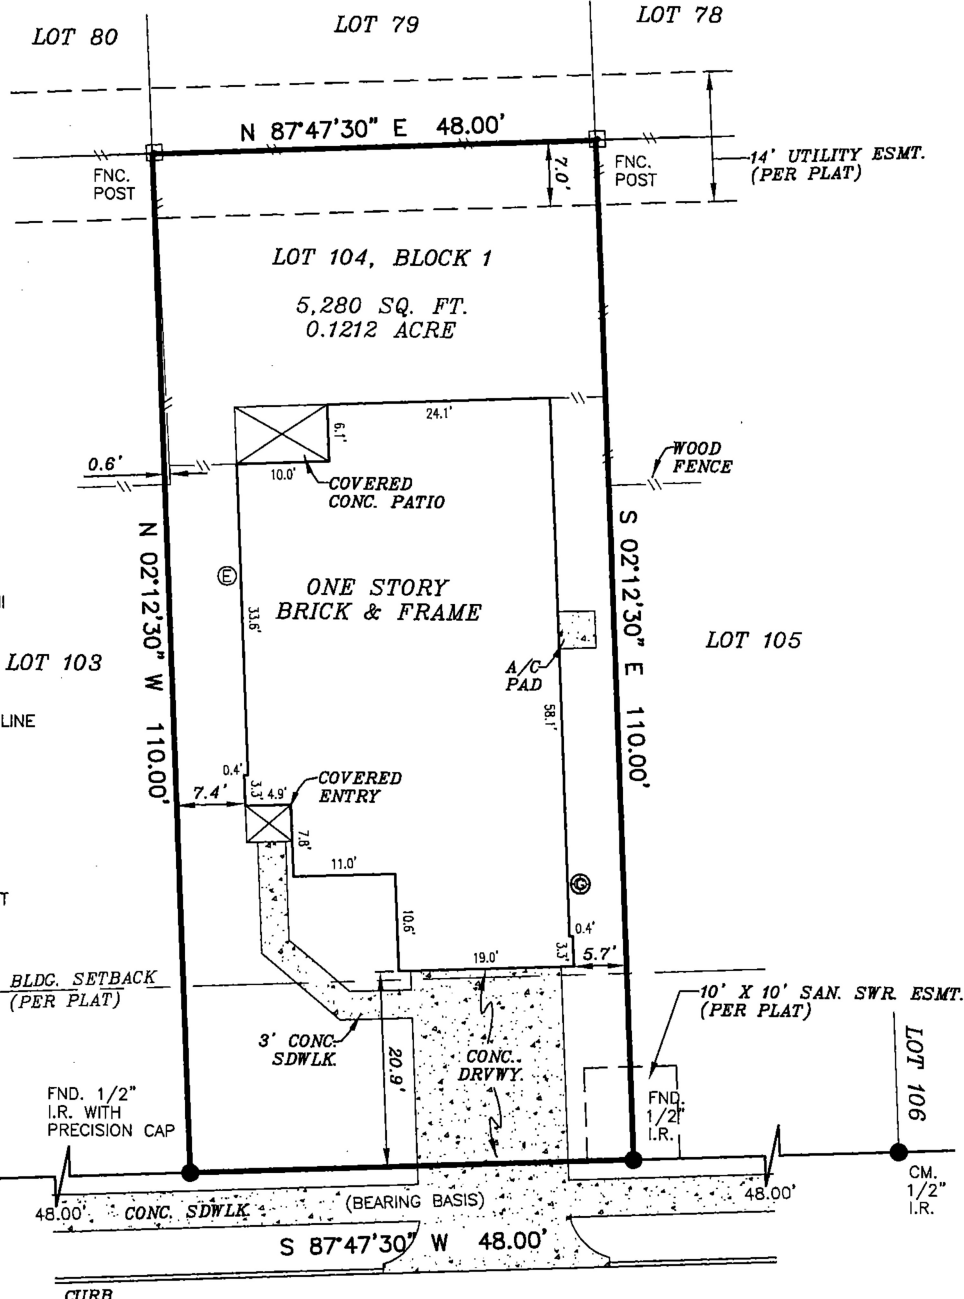 LOT 80
LOT 79
LOT 78
N 87°47'30" E 48.00'
14' UTILITY ESMT.
(PER PLAT)
FNC.
POST
7.0'
FNC.
POST
LOT 104, BLOCK 1
5,280 SQ. FT.
0.1212 ACRE
24.1'
6.1'
10.0'
0.6'
COVERED
CONC. PATIO
WOOD
FENCE
N 02°12'30" W 110.00'
S 02°12'30" E 110.00'
E
ONE STORY
BRICK & FRAME
33.6'
LOT 103
LOT 105
A/C
PAD
LINE
58.1'
0.4'
3.3'
4.9'
COVERED
ENTRY
7.4'
7.8'
11.0'
G
T
10.6'
0.4'
3.3'
5.7'
19.0'
BLDG. SETBACK
(PER PLAT)
10' X 10' SAN. SWR. ESMT.
(PER PLAT)
3' CONC.
SDWLK.
20.9'
CONC.
DRVWY.
LOT 106
FND. 1/2"
I.R. WITH
PRECISION CAP
FND.
1/2"
I.R.
CM.
1/2"
I.R.
48.00'
CONC. SDWLK.
(BEARING BASIS)
48.00'
S 87°47'30" W 48.00'
CURB